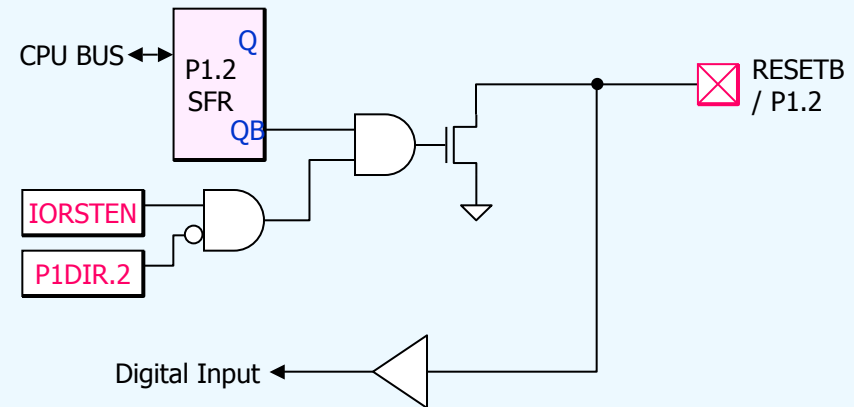 CPU BUS
Q
P1.2
SFR
QB
RESETB
/ P1.2
IORSTEN
P1DIR.2
Digital Input